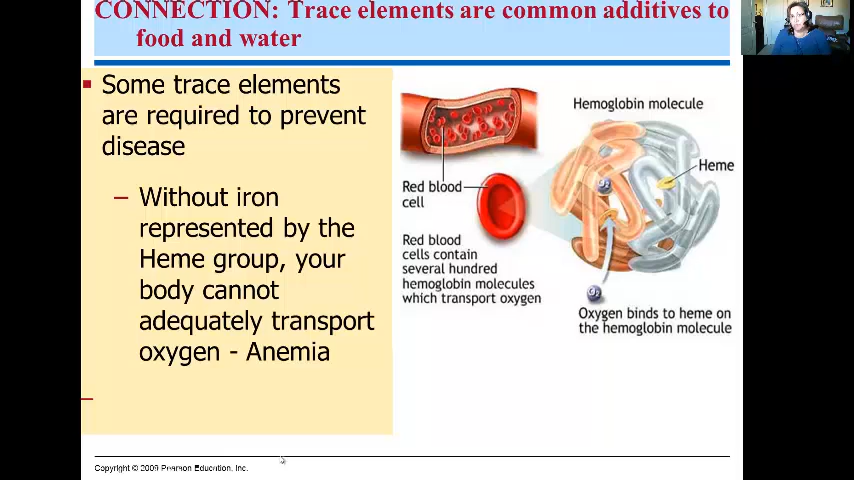 CONNECTION: Trace elements are common additives to
food and water
Some trace elements
are required to prevent
disease
– Without iron
represented by the
Heme group, your
body cannot
adequately transport
oxygen - Anemia
–
Hemoglobin molecule
Heme
O2
Red blood
cell
Red blood
cells contain
several hundred
hemoglobin molecules
which transport oxygen
O2
Oxygen binds to heme on
the hemoglobin molecule
Copyright © 2009 Pearson Education, Inc.